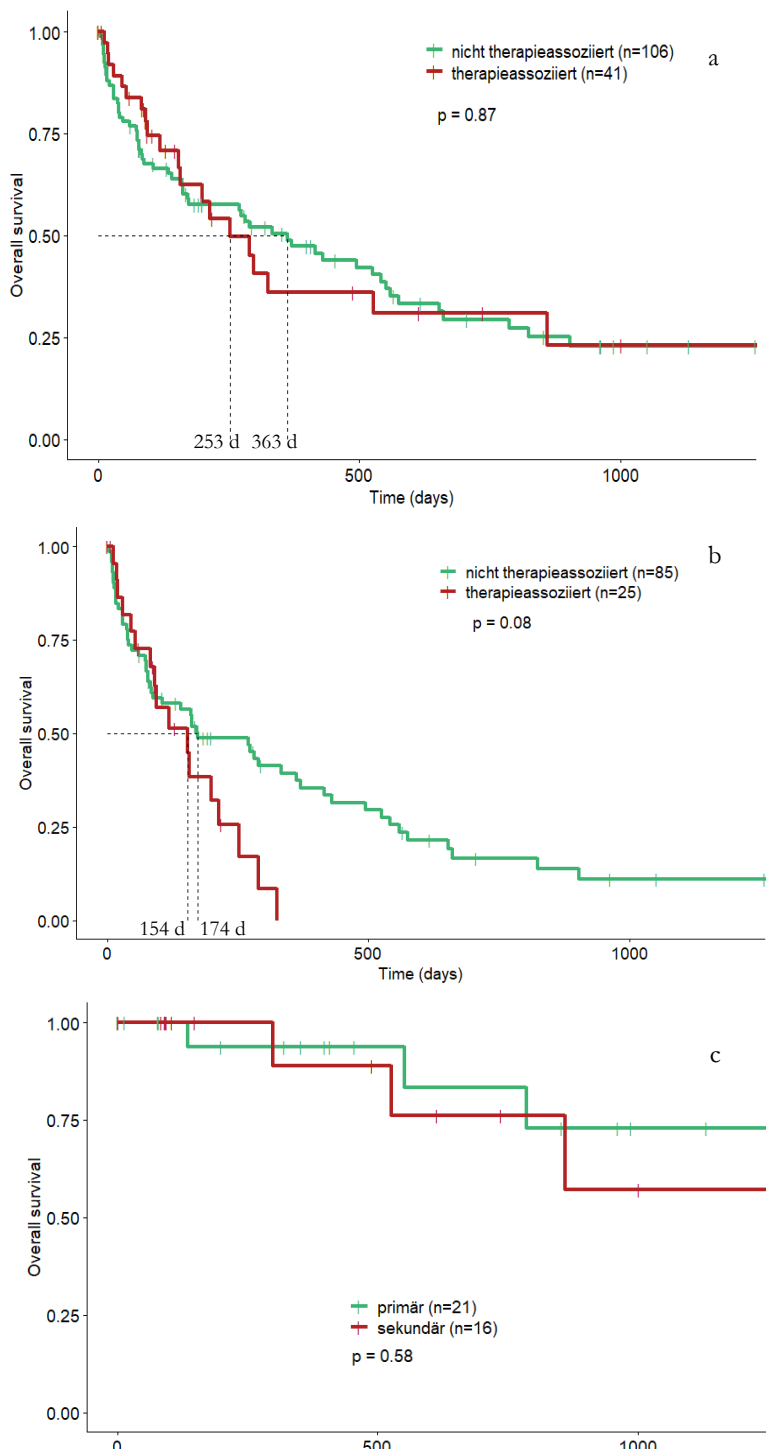 1.00
nicht therapieassoziiert (n=106)
a
therapieassoziiert (n=41)
p = 0.87
0.75
Overall survival
0.50
0.25
0.00
253 d 363 d
0 500 1000
Time (days)
1.00
b
nicht therapieassoziiert (n=85)
therapieassoziiert (n=25)
p = 0.08
0.75
Overall survival
0.50
0.25
0.00
154 d 174 d
0 500 1000
Time (days)
1.00
c
0.75
Overall survival
0.50
primär (n=21)
0.25
sekundär (n=16)
p = 0.58
0.00
0 500 1000